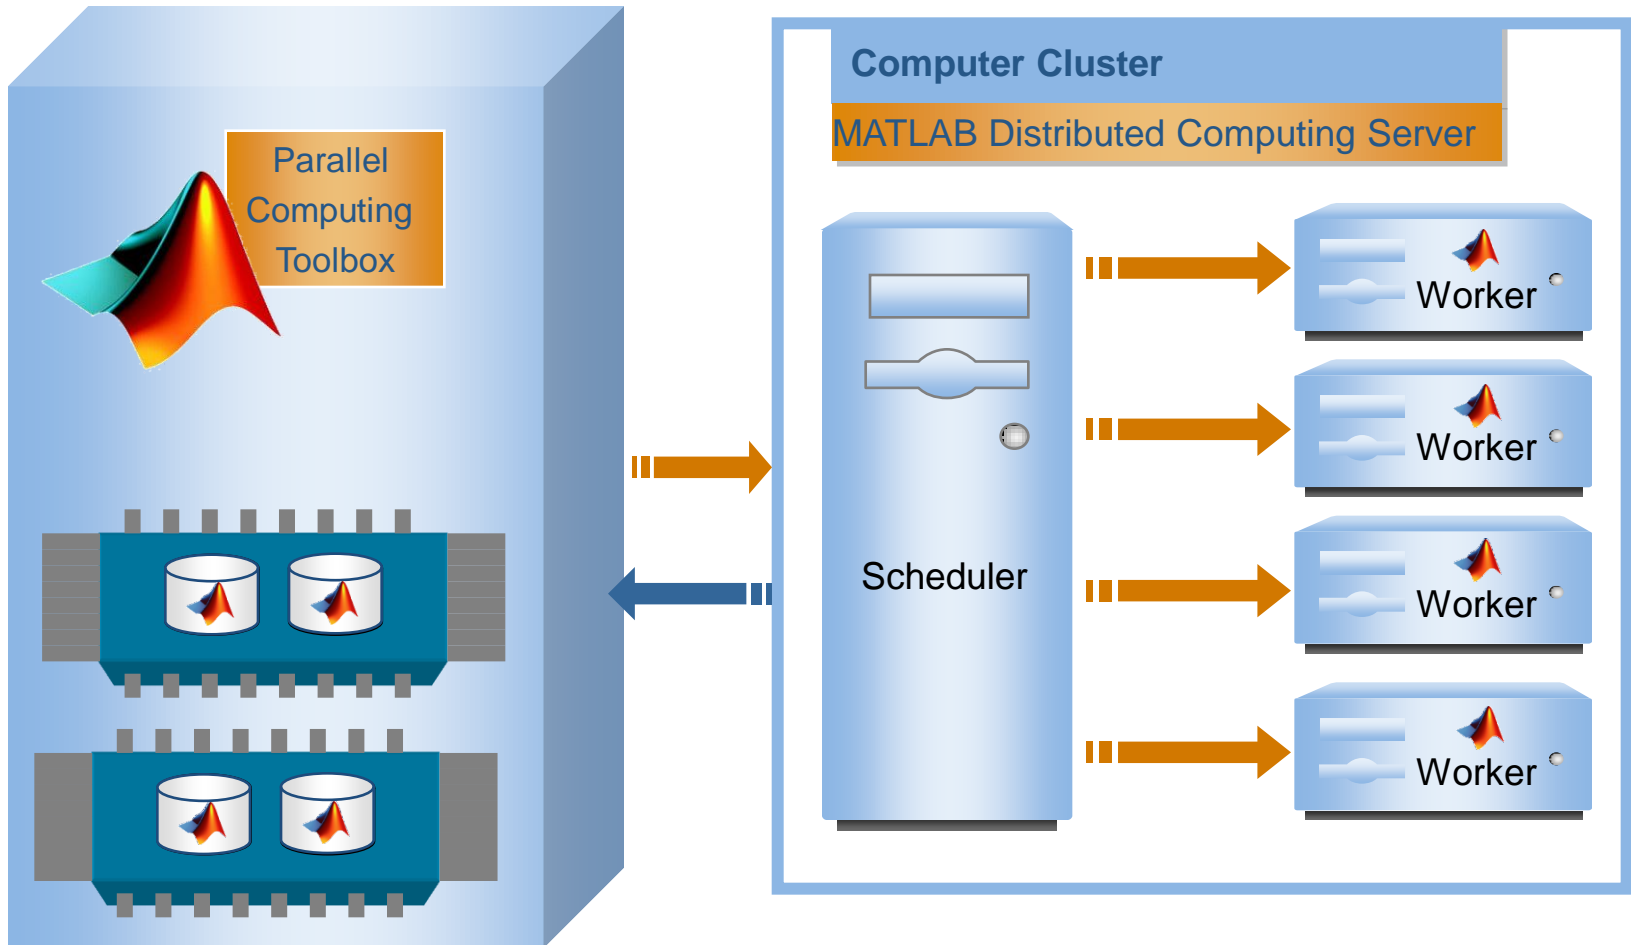 Parallel
Computing
Toolbox
Computer Cluster
MATLAB Distributed Computing Server
Scheduler
Worker
Worker
Worker
Worker